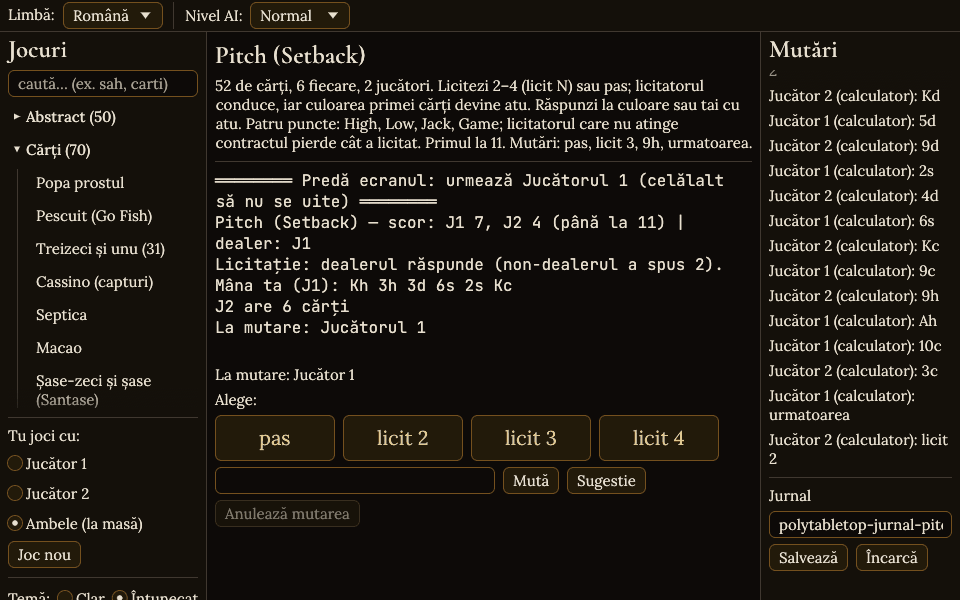 Limbă: Română ▼ Nivel AI: Normal ▼
Jocuri
caută... (ex. sah, carti)
▸ Abstract (50)
▾ Cărți (70)
Popa prostul
Pescuit (Go Fish)
Treizeci și unu (31)
Cassino (capturi)
Septica
Macao
Șase-zeci și șase
(Santase)
Tu joci cu:
Jucător 1
Jucător 2
Ambele (la masă)
Joc nou
Temă: Clar Întunecat
Pitch (Setback)
52 de cărți, 6 fiecare, 2 jucători. Licitezi 2–4 (licit N) sau pas; licitatorul
conduce, iar culoarea primei cărți devine atu. Răspunzi la culoare sau tai cu
atu. Patru puncte: High, Low, Jack, Game; licitatorul care nu atinge
contractul pierde cât a licitat. Primul la 11. Mutări: pas, licit 3, 9h, urmatoarea.
════════ Predă ecranul: urmează Jucătorul 1 (celălalt
să nu se uite) ════════
Pitch (Setback) — scor: J1 7, J2 4 (până la 11) |
dealer: J1
Licitație: dealerul răspunde (non-dealerul a spus 2).
Mâna ta (J1): Kh 3h 3d 6s 2s Kc
J2 are 6 cărți
La mutare: Jucătorul 1
La mutare: Jucător 1
Alege:
pas licit 2 licit 3 licit 4
Mută Sugestie
Anulează mutarea
Mutări
2
Jucător 2 (calculator): Kd
Jucător 1 (calculator): 5d
Jucător 2 (calculator): 9d
Jucător 1 (calculator): 2s
Jucător 2 (calculator): 4d
Jucător 1 (calculator): 6s
Jucător 2 (calculator): Kc
Jucător 1 (calculator): 9c
Jucător 2 (calculator): 9h
Jucător 1 (calculator): Ah
Jucător 1 (calculator): 10c
Jucător 2 (calculator): 3c
Jucător 1 (calculator):
urmatoarea
Jucător 2 (calculator): licit
2
Jurnal
polytabletop-jurnal-pitc
Salvează Încarcă